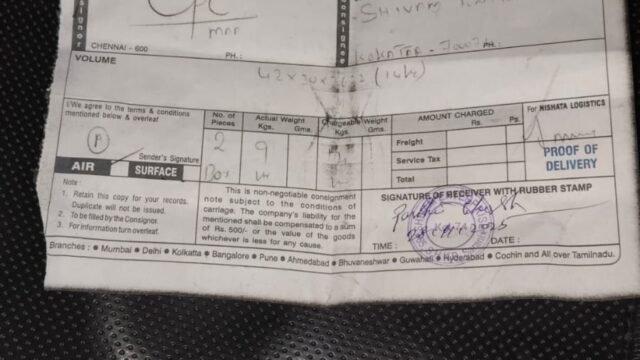 Consignor
Consignee
SHIVAM
CHENNAI - 600
PH.:
PH.:
VOLUME
I/We agree to the terms & conditions
mentioned below & overleaf
No. of
Pieces
Actual Weight
Kgs. Gms.
Chargeable Weight
Kgs. Gms.
AMOUNT CHARGED
Rs. Ps.
For NISHATA LOGISTICS
2
9
Freight
Service Tax
Total
PROOF OF
DELIVERY
Sender's Signature
AIR SURFACE
Note :
1. Retain this copy for your records.
Duplicate will not be issued.
2. To be filled by the Consignor.
3. For information turn overleaf.
This is non-negotiable consignment
note subject to the conditions of
carriage. The company's liability for the
mentioned shall be compensated to a sum
of Rs. 500/- or the value of the goods
whichever is less for any cause.
SIGNATURE OF RECEIVER WITH RUBBER STAMP
TIME :
DATE :
Branches : • Mumbai • Delhi • Kolkatta • Bangalore • Pune • Ahmedabad • Bhuvaneshwar • Guwahati • Hyderabad • Cochin and All over Tamilnadu.